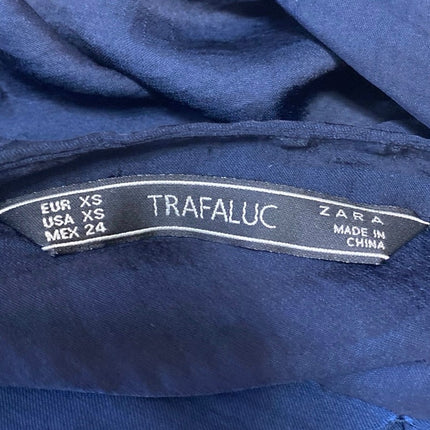 EUR XS
USA XS
MEX 24
TRAFALUC
ZARA
MADE IN
CHINA